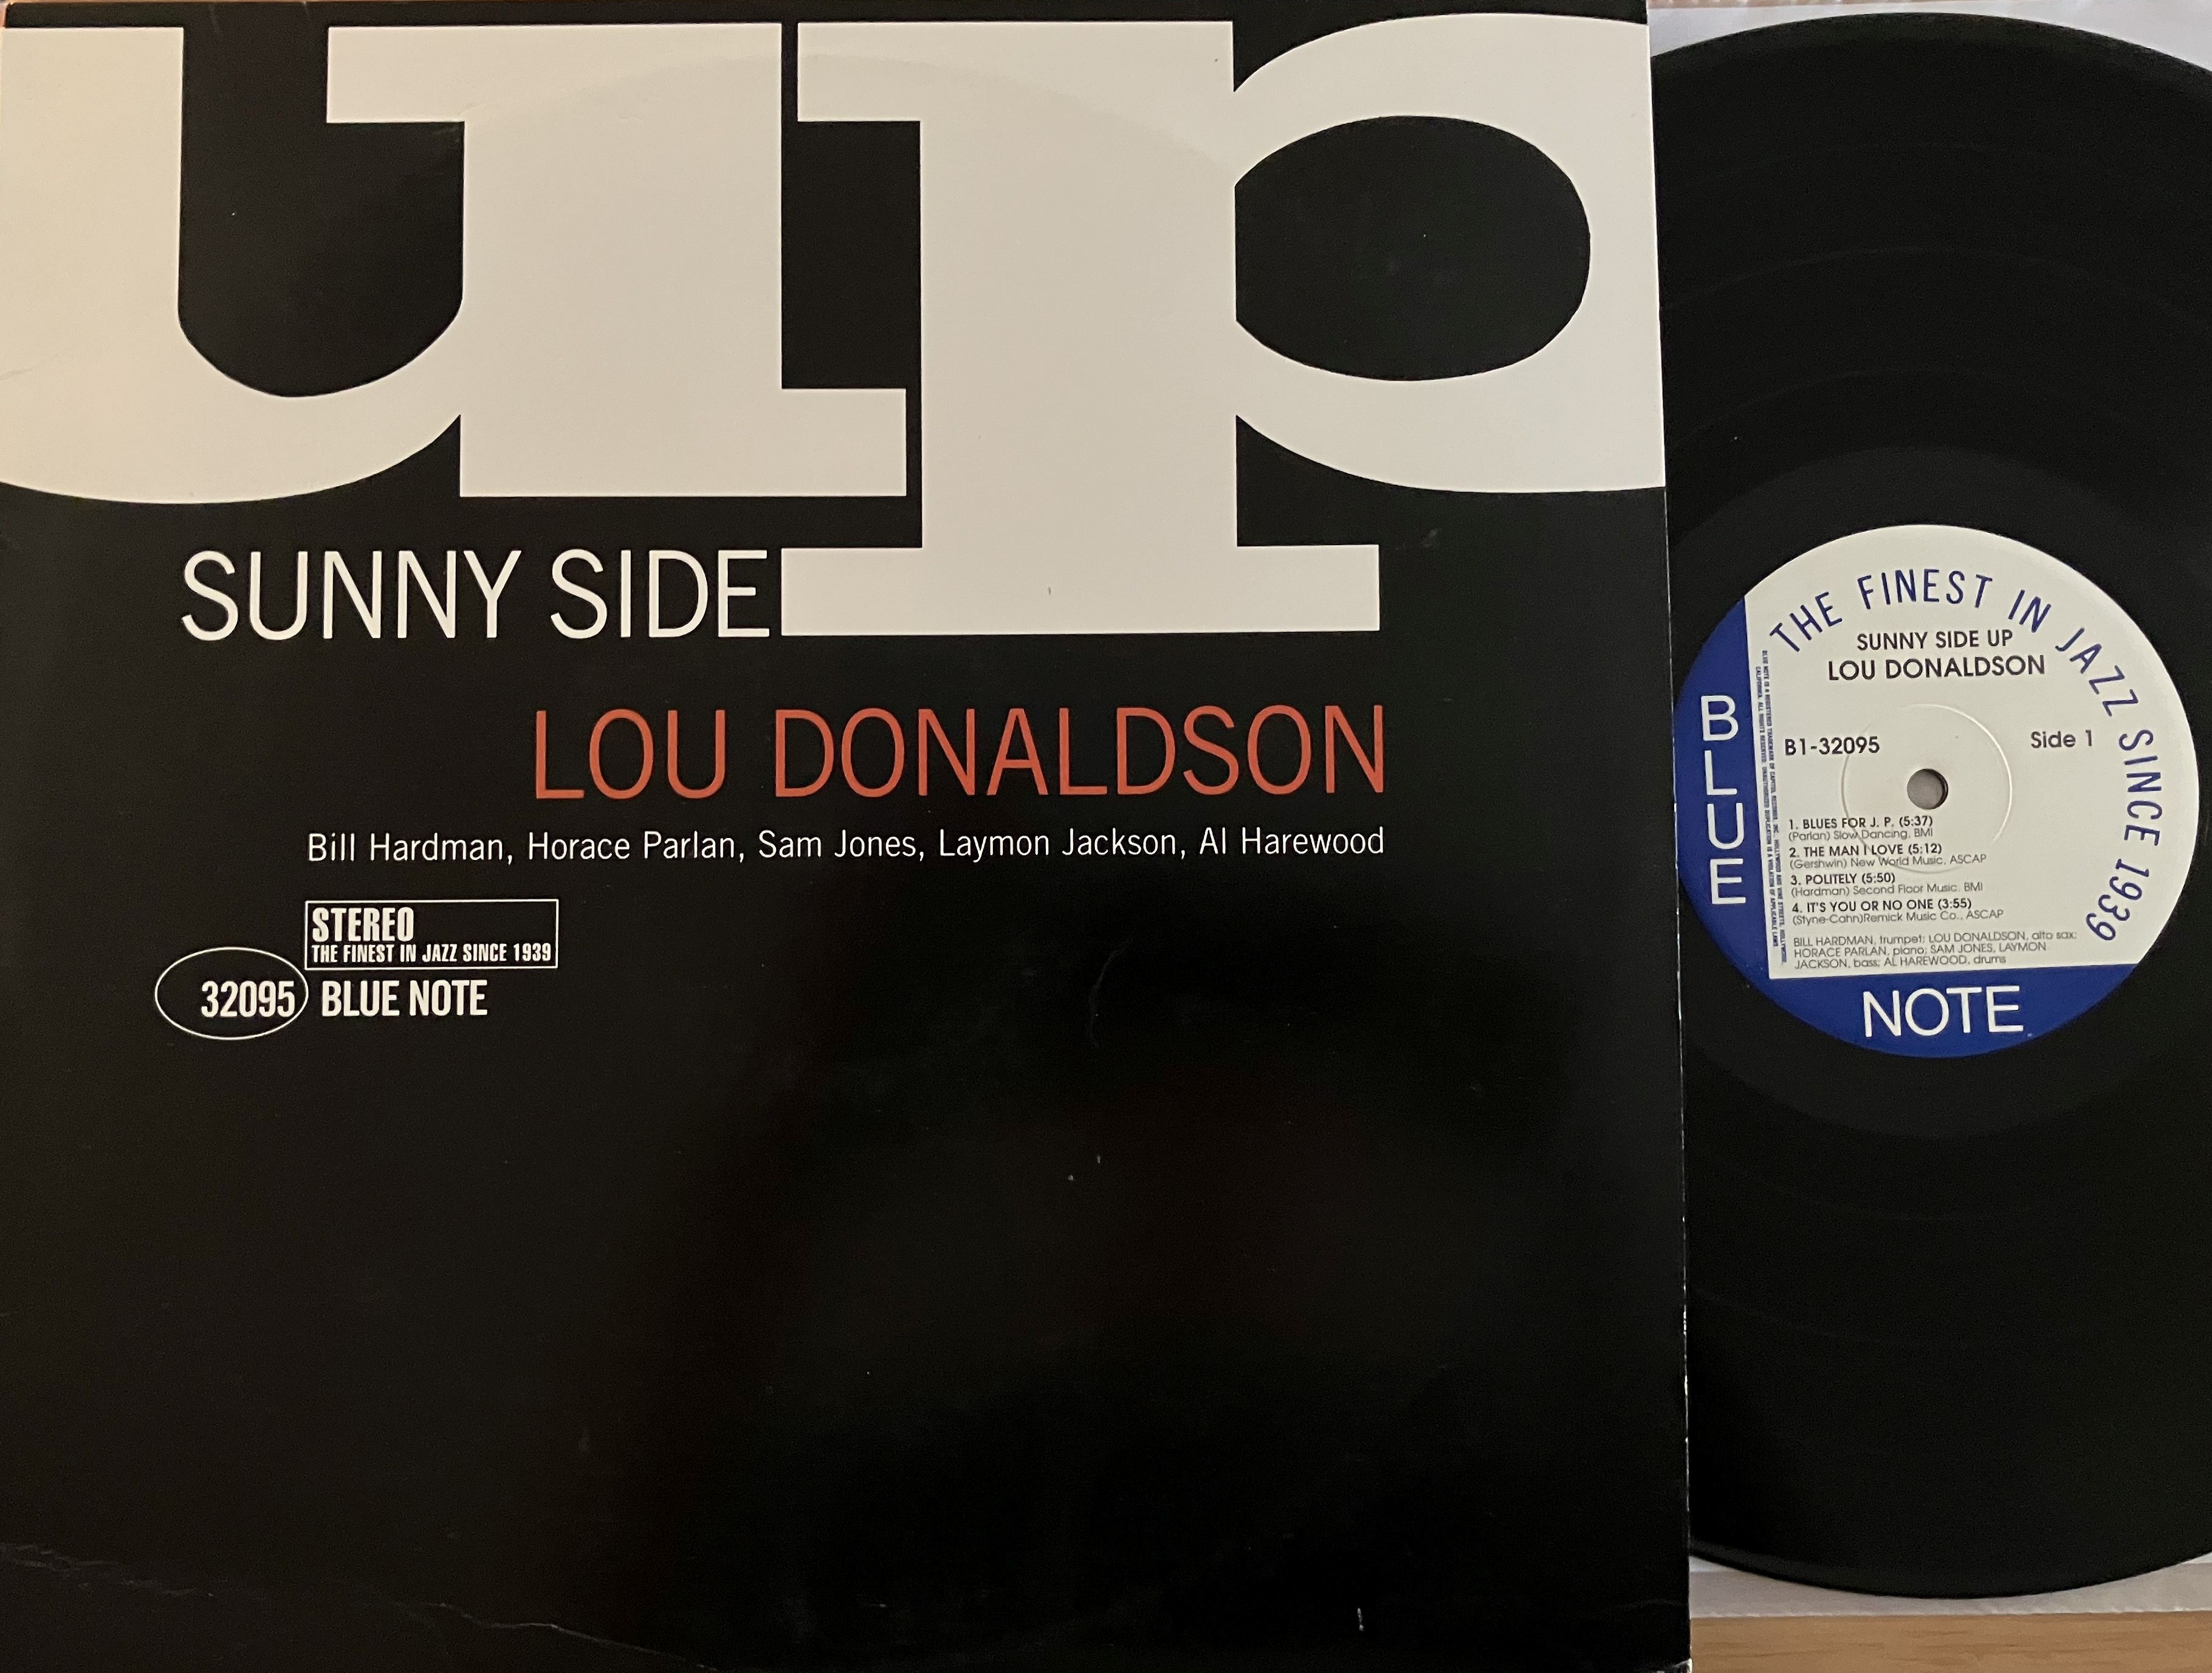 up
SUNNY SIDE
LOU DONALDSON
Bill Hardman, Horace Parlan, Sam Jones, Laymon Jackson, Al Harewood
STEREO
THE FINEST IN JAZZ SINCE 1939
32095 BLUE NOTE
THE FINEST IN JAZZ SINCE 1939
SUNNY SIDE UP
LOU DONALDSON
B1-32095
Side 1
1. BLUES FOR J. P. (5:37)
(Parlan) Slow Dancing, BMI
2. THE MAN I LOVE (5:12)
(Gershwin) New World Music, ASCAP
3. POLITELY (5:50)
(Hardman) Second Floor Music, BMI
4. IT'S YOU OR NO ONE (3:55)
(Styne-Cahn)Remick Music Co., ASCAP
BILL HARDMAN, trumpet; LOU DONALDSON, alto sax;
HORACE PARLAN, piano; SAM JONES, LAYMON
JACKSON, bass; AL HAREWOOD, drums
BLUE
NOTE